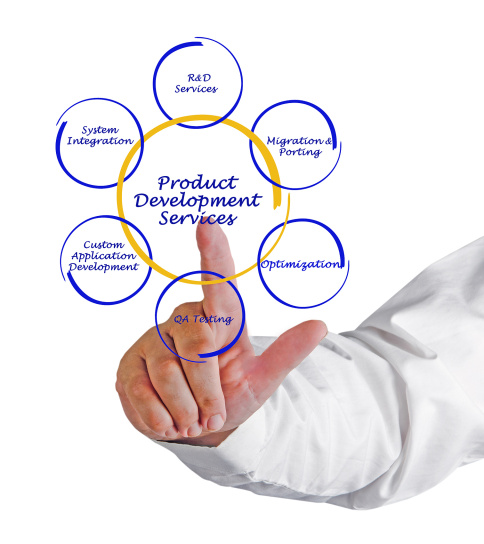 R&D
Services
Migration &
Porting
Optimization
QA Testing
Custom
Application
Development
System
Integration
Product
Development
Services